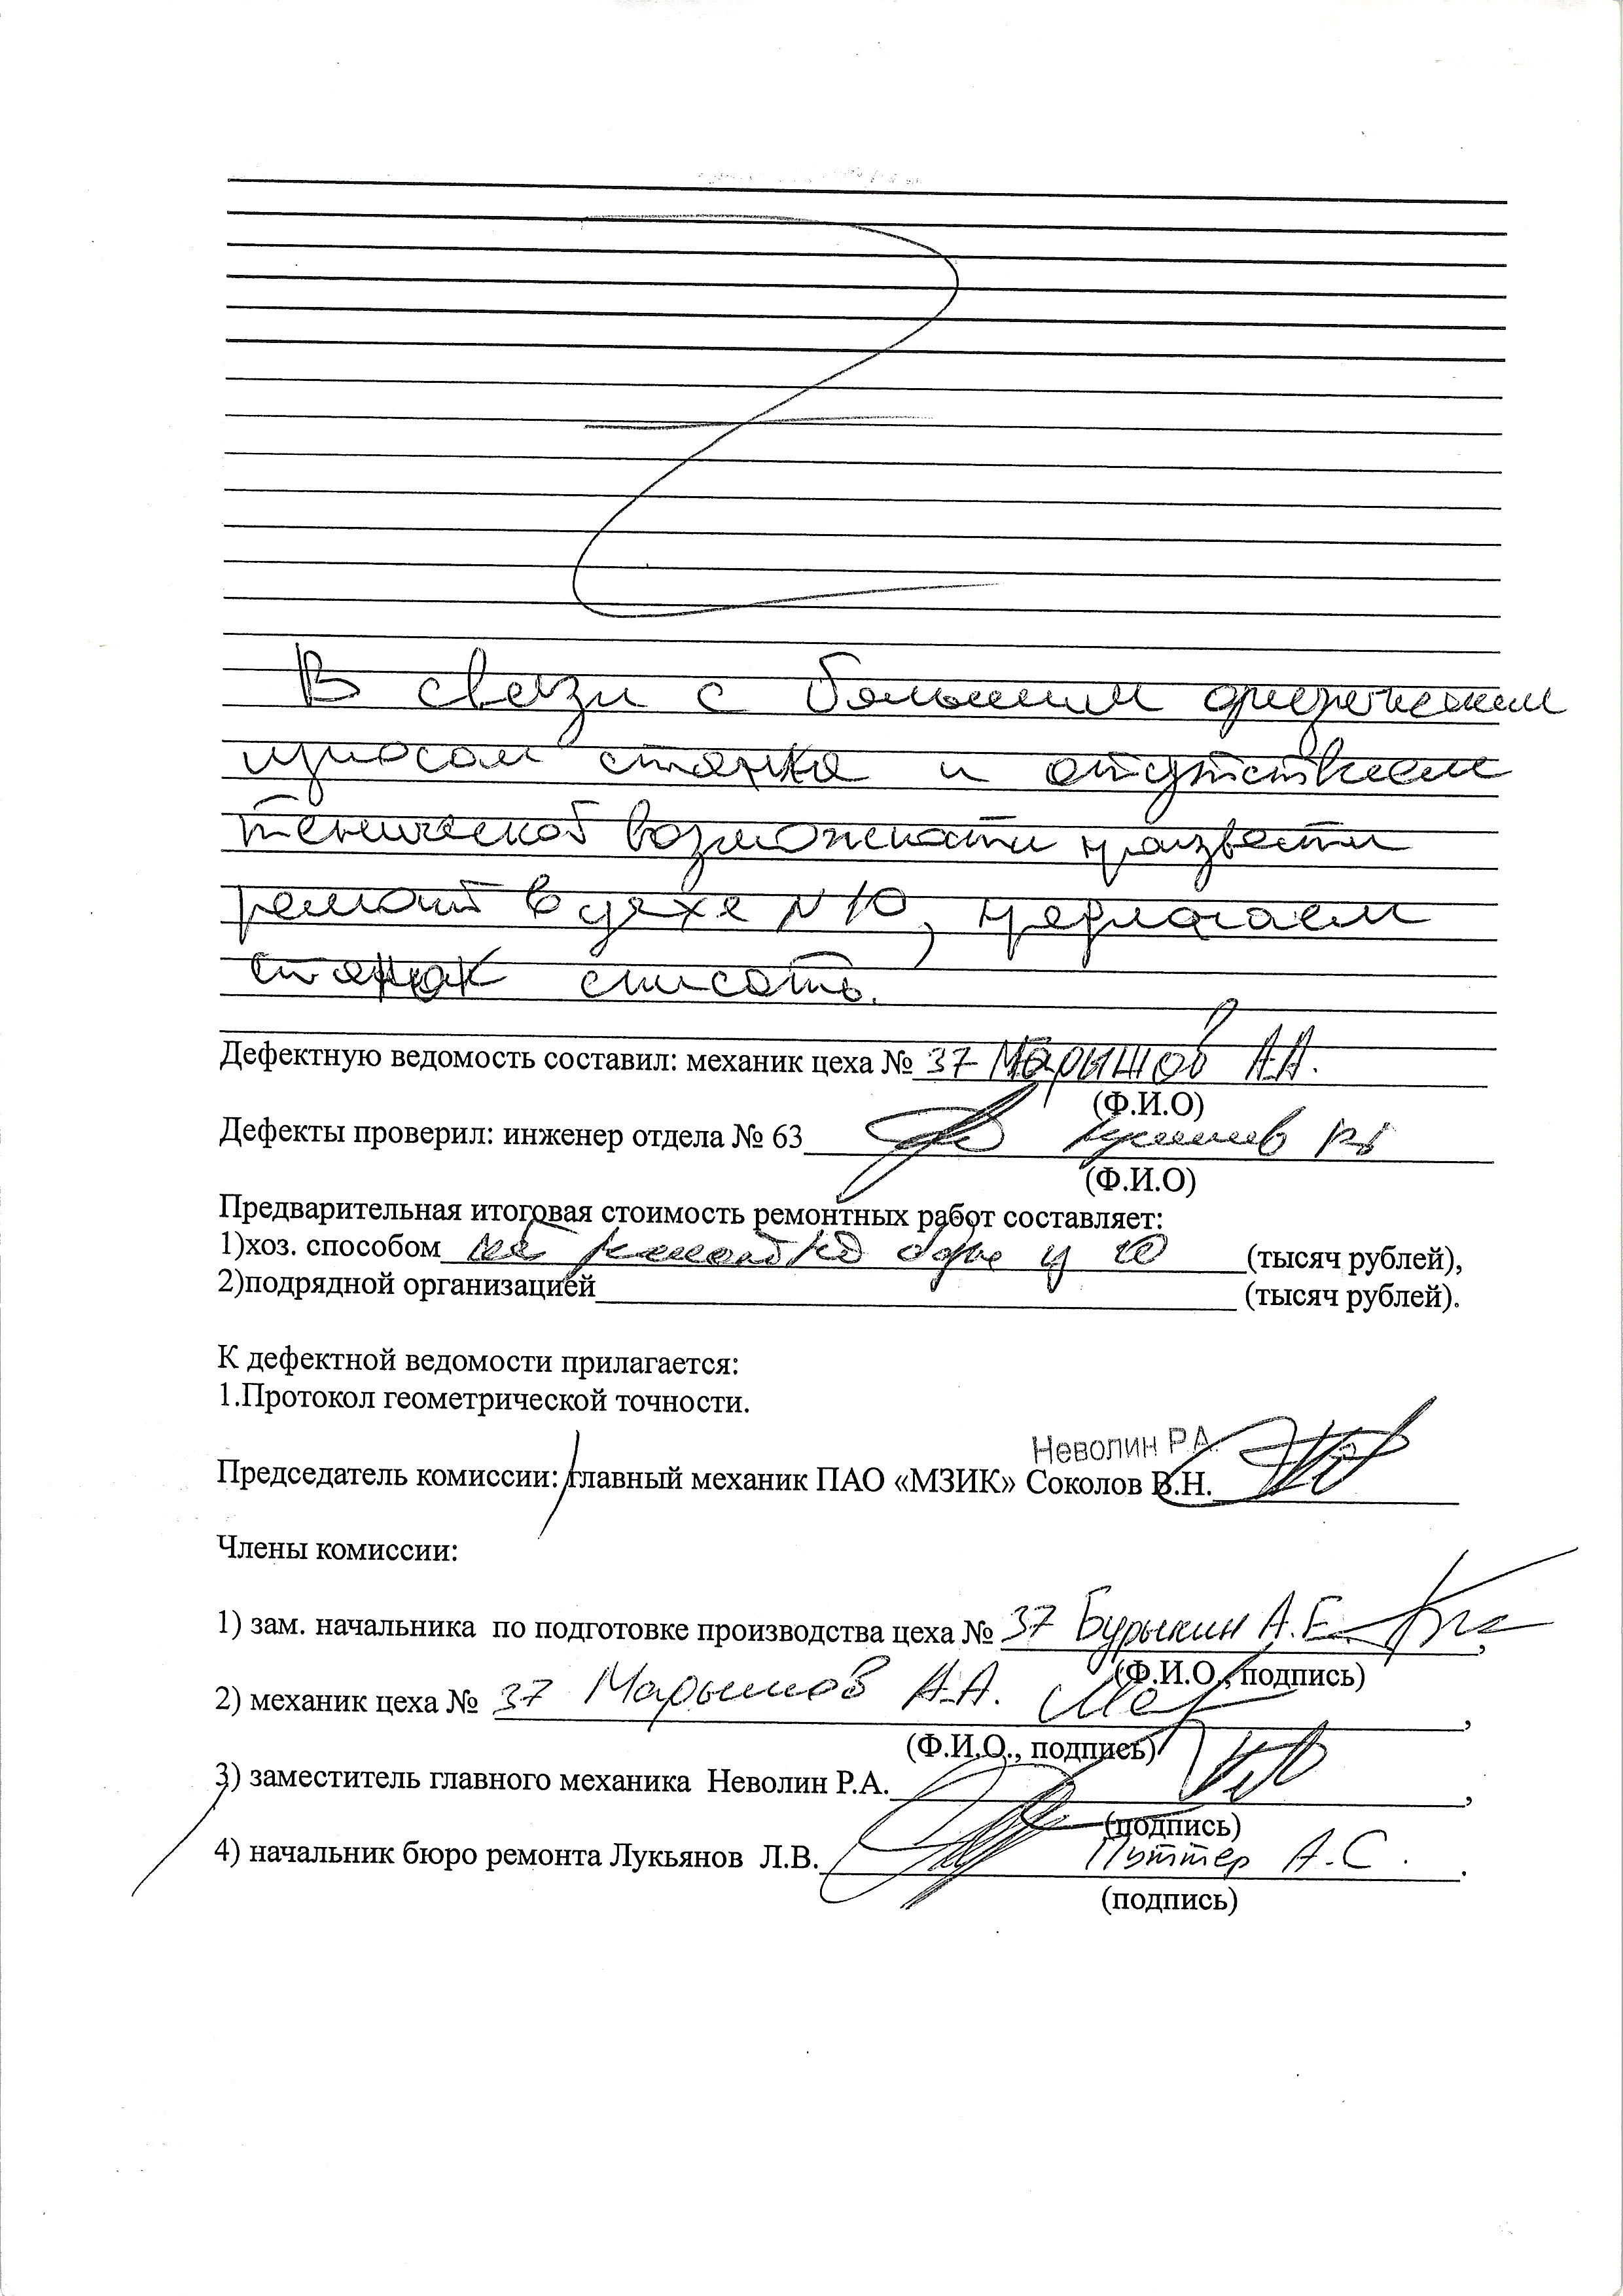 В связи с большим физическим
износом станка и отсутствием
технической возможности произвести
ремонт в цехе N 10, предлагаем
станок списать.
Дефектную ведомость составил: механик цеха № 37 Марышов А.А.
(Ф.И.О)
Дефекты проверил: инженер отдела № 63
(Ф.И.О)
Предварительная итоговая стоимость ремонтных работ составляет:
1)хоз. способом (тысяч рублей),
2)подрядной организацией (тысяч рублей).
К дефектной ведомости прилагается:
1.Протокол геометрической точности.
Неволин Р.А.
Председатель комиссии: главный механик ПАО «МЗИК» Соколов В.Н.
Члены комиссии:
1) зам. начальника по подготовке производства цеха № 37 Бурыкин А.Е.
(Ф.И.О., подпись)
2) механик цеха № 37 Марышов А.А.
(Ф.И.О., подпись)
3) заместитель главного механика Неволин Р.А.
(подпись)
4) начальник бюро ремонта Лукьянов Л.В. Путтер А.С.
(подпись)